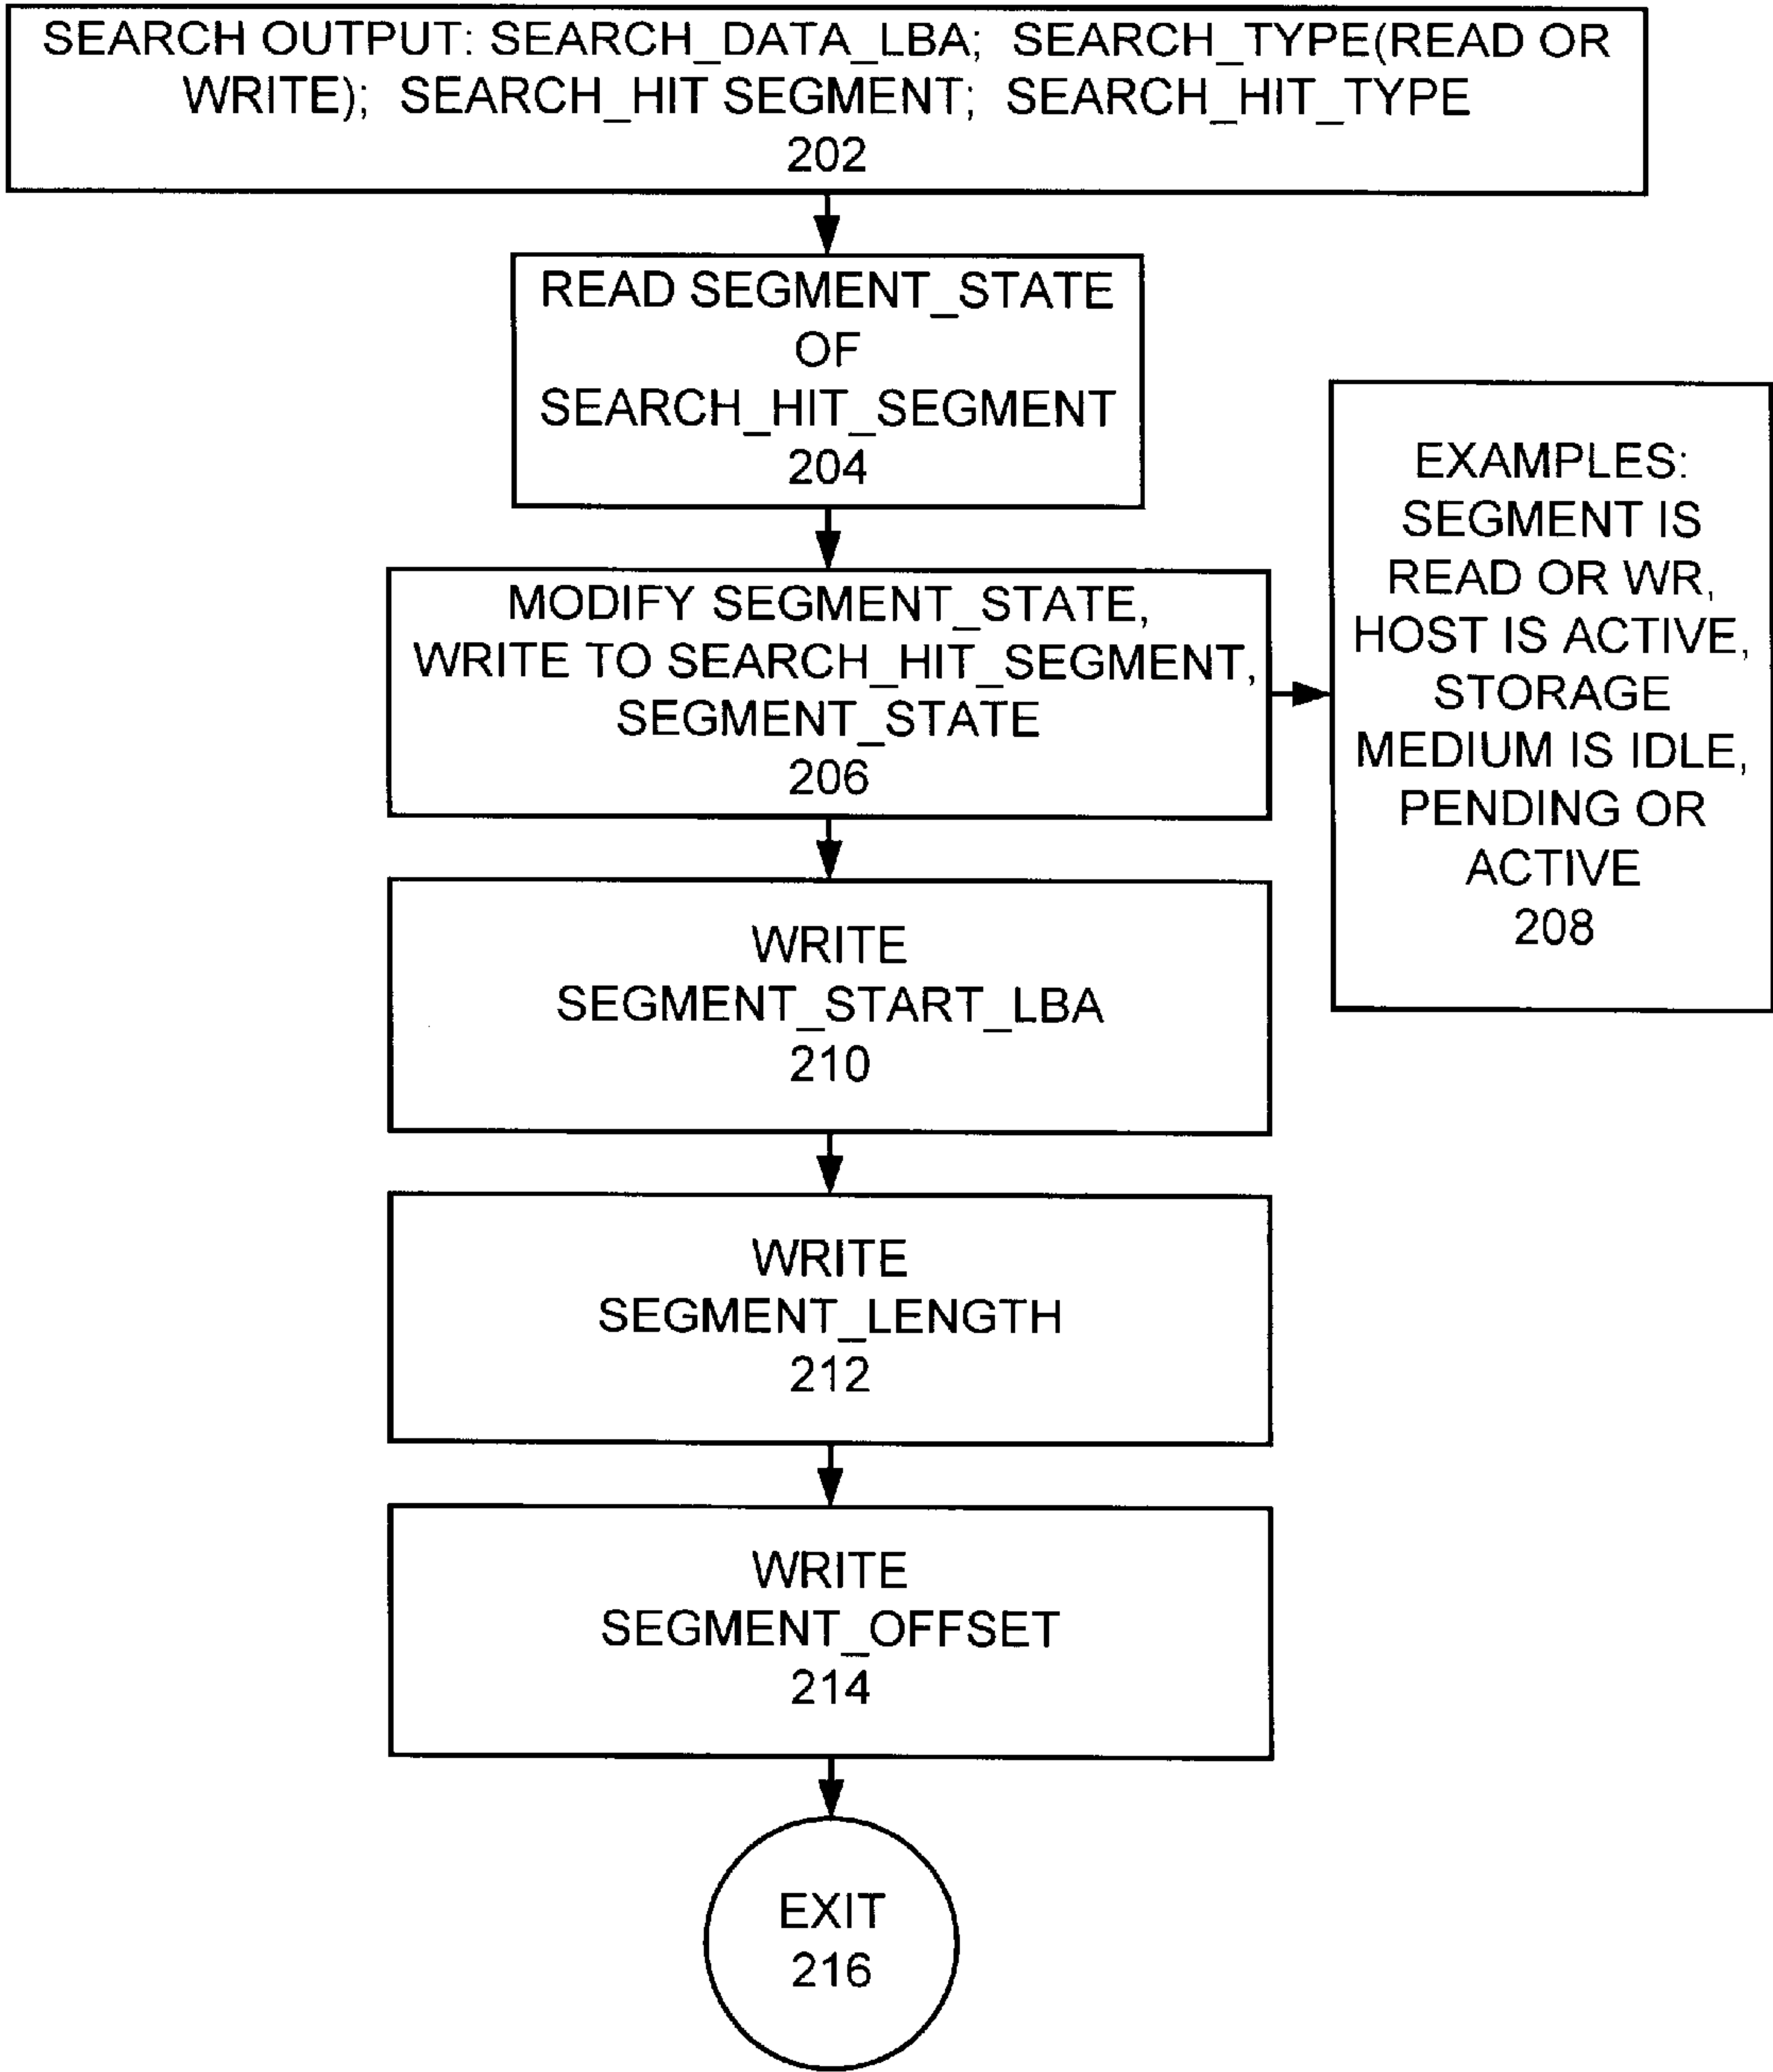 SEARCH OUTPUT: SEARCH_DATA_LBA; SEARCH_TYPE(READ OR
WRITE); SEARCH_HIT SEGMENT; SEARCH_HIT_TYPE
202
READ SEGMENT_STATE
OF
SEARCH_HIT_SEGMENT
204
MODIFY SEGMENT_STATE,
WRITE TO SEARCH_HIT_SEGMENT,
SEGMENT_STATE
206
EXAMPLES:
SEGMENT IS
READ OR WR,
HOST IS ACTIVE,
STORAGE
MEDIUM IS IDLE,
PENDING OR
ACTIVE
208
WRITE
SEGMENT_START_LBA
210
WRITE
SEGMENT_LENGTH
212
WRITE
SEGMENT_OFFSET
214
EXIT
216